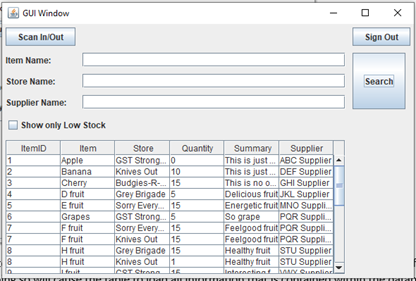 GUI Window
Scan In/Out Sign Out
Item Name:
Store Name:
Search
Supplier Name:
Show only Low Stock
ItemID Item Store Quantity Summary Supplier
1 Apple GST Strong... 0 This is just ... ABC Supplier
2 Banana Knives Out 10 This is just ... DEF Supplier
3 Cherry Budgies-R-... 15 This is no o... GHI Supplier
4 D fruit Grey Brigade 5 Delicious fruit JKL Supplier
5 E fruit Sorry Every... 15 Energetic fruit MNO Suppli...
6 Grapes GST Strong... 5 So grape PQR Suppli...
7 F fruit Sorry Every... 15 Feelgood fruit PQR Suppli...
7 F fruit Knives Out 15 Feelgood fruit PQR Suppli...
8 H fruit Grey Brigade 15 Healthy fruit STU Supplier
8 H fruit Knives Out 1 Healthy fruit STU Supplier
9 I fruit GST Strong... 15 Interesting f... VWX Supplier